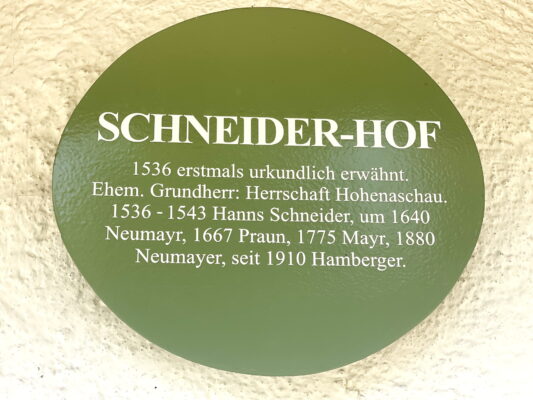 SCHNEIDER-HOF
1536 erstmals urkundlich erwähnt.
Ehem. Grundherr: Herrschaft Hohenaschau.
1536 - 1543 Hanns Schneider, um 1640
Neumayr, 1667 Praun, 1775 Mayr, 1880
Neumayer, seit 1910 Hamberger.